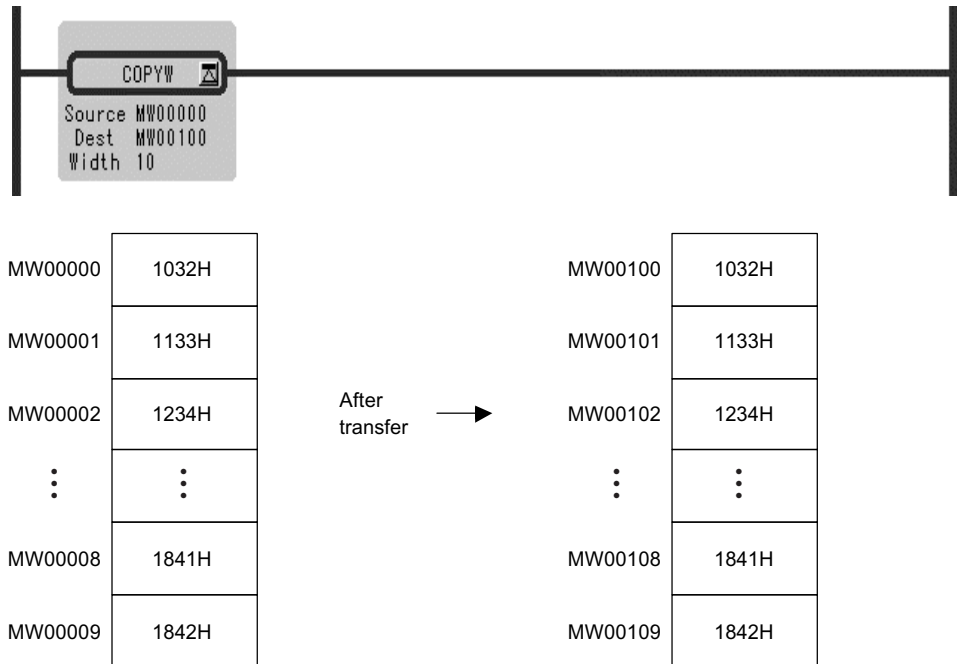 COPYW
Source MW00000
Dest MW00100
Width 10
MW00000 1032H MW00100 1032H
MW00001 1133H MW00101 1133H
MW00002 1234H After transfer MW00102 1234H
MW00008 1841H MW00108 1841H
MW00009 1842H MW00109 1842H